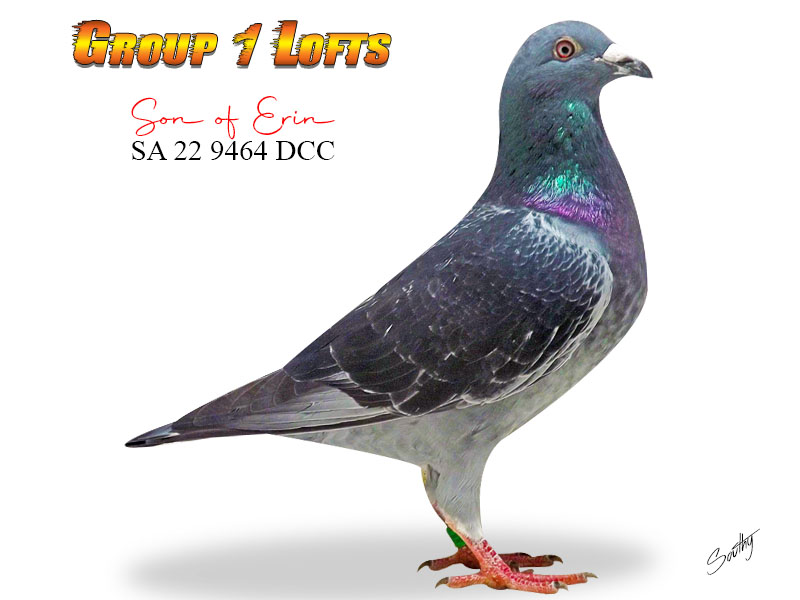 Group 1 Lofts
Son of Erin
SA 22 9464 DCC
Southy